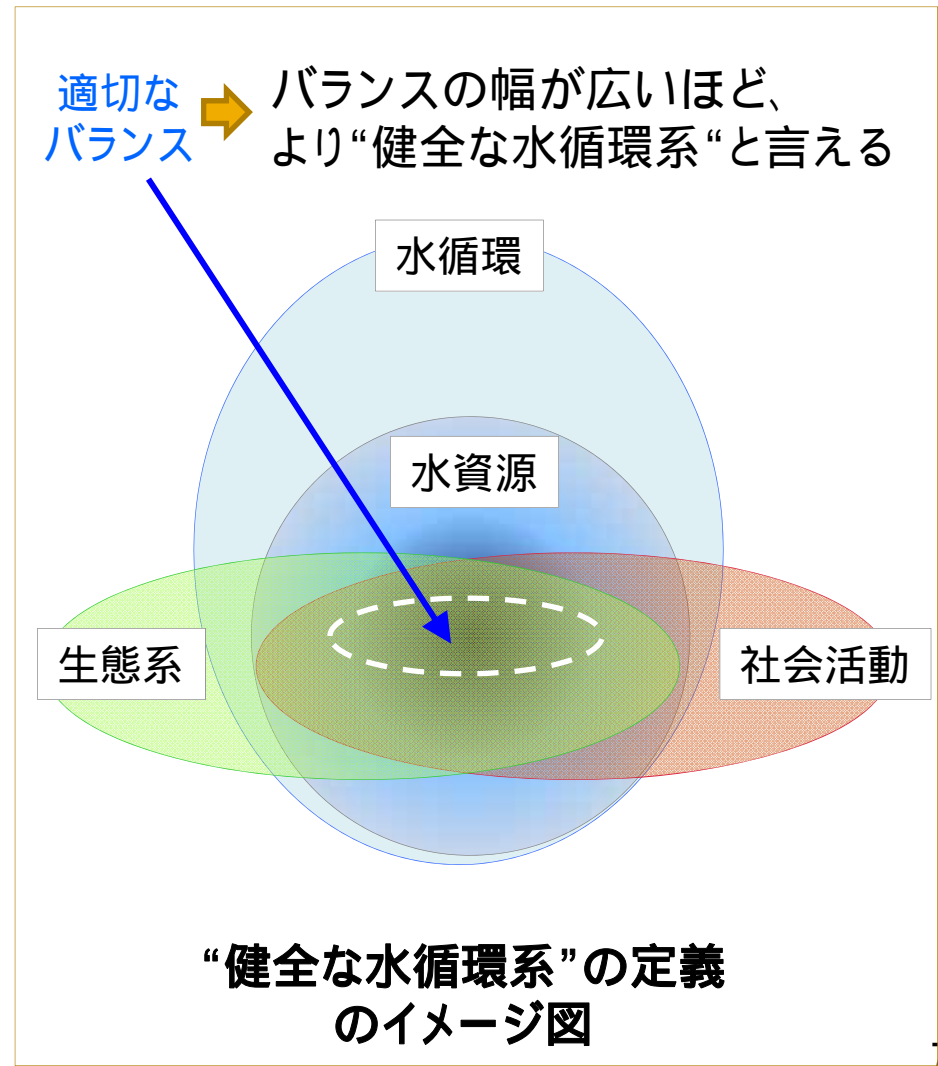 適切な
バランス
バランスの幅が広いほど、
より“健全な水循環系“と言える
水循環
水資源
生態系
社会活動
“健全な水循環系”の定義
のイメージ図